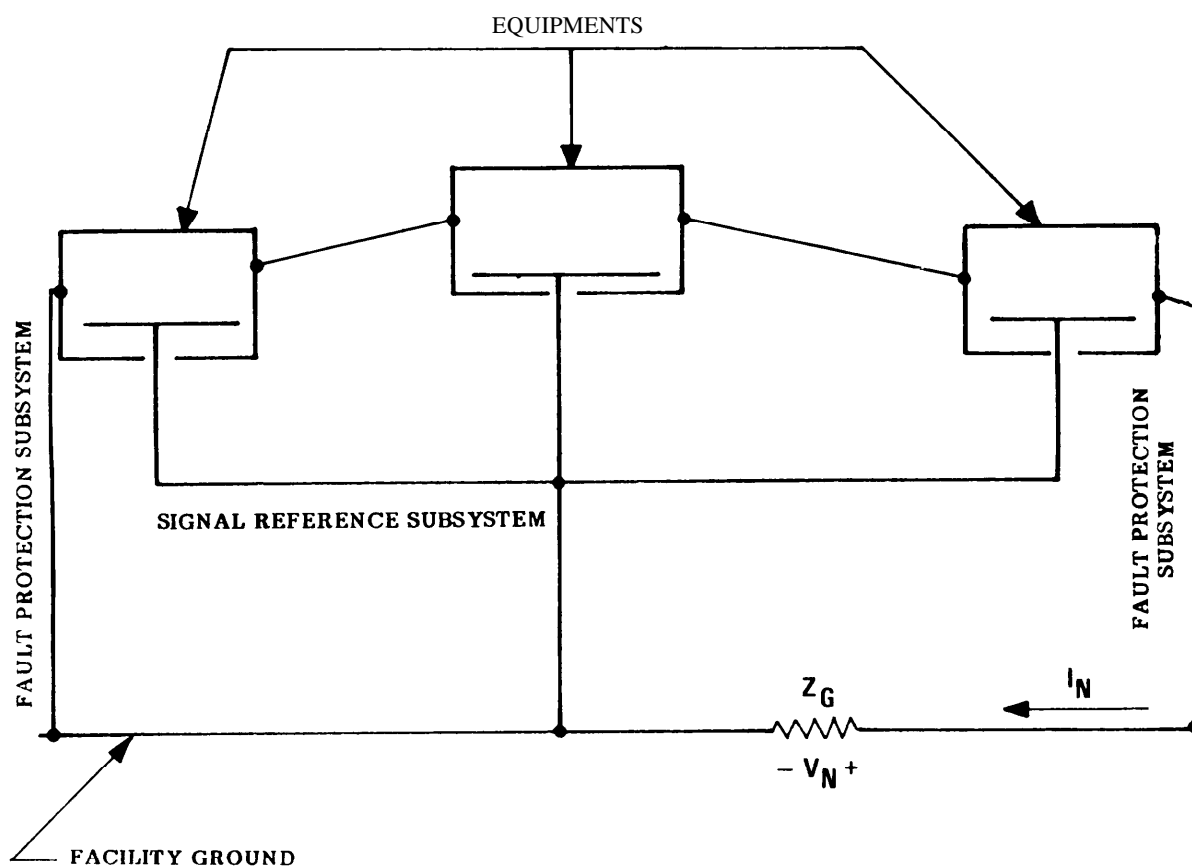 EQUIPMENTS
FAULT PROTECTION SUBSYSTEM
SIGNAL REFERENCE SUBSYSTEM
FAULT PROTECTION
SUBSYSTEM
Z_G
I_N
- V_N +
FACILITY GROUND